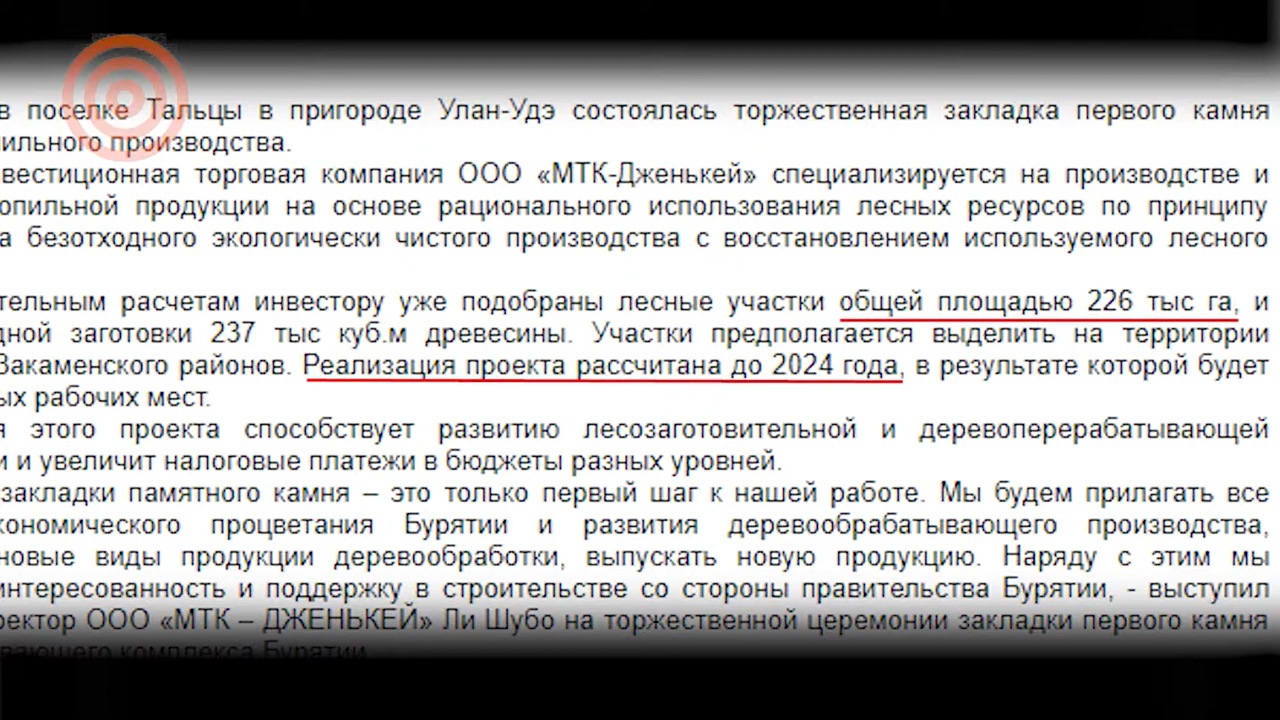 в поселке Тальцы в пригороде Улан-Удэ состоялась торжественная закладка первого камня
ильного производства.
вестиционная торговая компания ООО «МТК-Дженькей» специализируется на производстве и
опильной продукции на основе рационального использования лесных ресурсов по принципу
а безотходного экологически чистого производства с восстановлением используемого лесного
тельным расчетам инвестору уже подобраны лесные участки общей площадью 226 тыс га, и
дной заготовки 237 тыс куб.м древесины. Участки предполагается выделить на территории
Закаменского районов. Реализация проекта рассчитана до 2024 года, в результате которой будет
ых рабочих мест.
я этого проекта способствует развитию лесозаготовительной и деревоперерабатывающей
и и увеличит налоговые платежи в бюджеты разных уровней.
закладки памятного камня – это только первый шаг к нашей работе. Мы будем прилагать все
кономического процветания Бурятии и развития деревообрабатывающего производства,
новые виды продукции деревообработки, выпускать новую продукцию. Наряду с этим мы
интересованность и поддержку в строительстве со стороны правительства Бурятии, - выступил
ректор ООО «МТК – ДЖЕНЬКЕЙ» Ли Шубо на торжественной церемонии закладки первого камня
вающего комплекса Бурятии